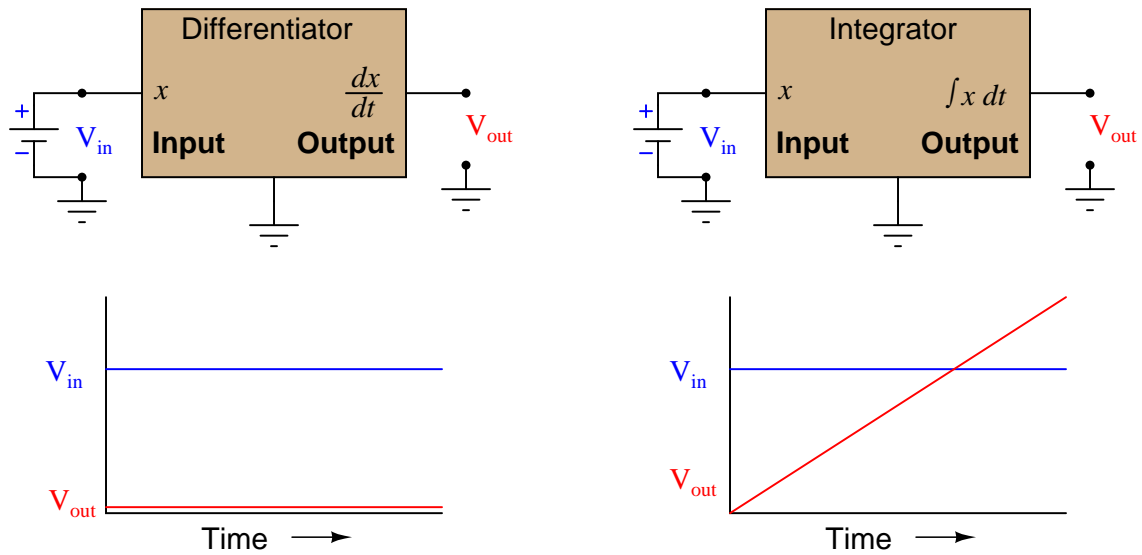 Differentiator
+
−
V_in
x
dx
dt
Input Output
V_out
Integrator
+
−
V_in
x
∫ x dt
Input Output
V_out
V_in
V_out
Time
V_in
V_out
Time